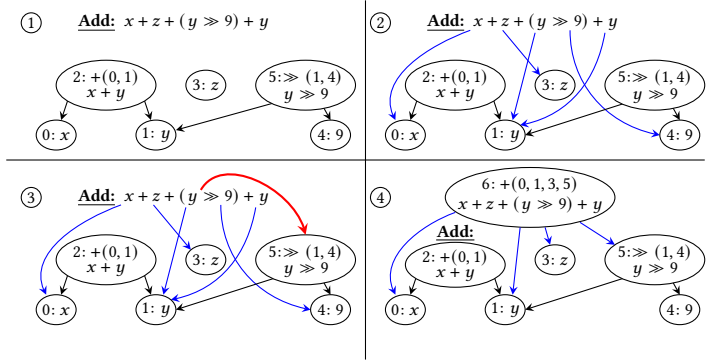 ① Add: x + z + (y ≫ 9) + y
2: +(0, 1)
x + y
3: z
5:≫ (1, 4)
y ≫ 9
0: x
1: y
4: 9
② Add: x + z + (y ≫ 9) + y
2: +(0, 1)
x + y
3: z
5:≫ (1, 4)
y ≫ 9
0: x
1: y
4: 9
③ Add: x + z + (y ≫ 9) + y
2: +(0, 1)
x + y
3: z
5:≫ (1, 4)
y ≫ 9
0: x
1: y
4: 9
④
6: +(0, 1, 3, 5)
x + z + (y ≫ 9) + y
Add:
2: +(0, 1)
x + y
3: z
5:≫ (1, 4)
y ≫ 9
0: x
1: y
4: 9